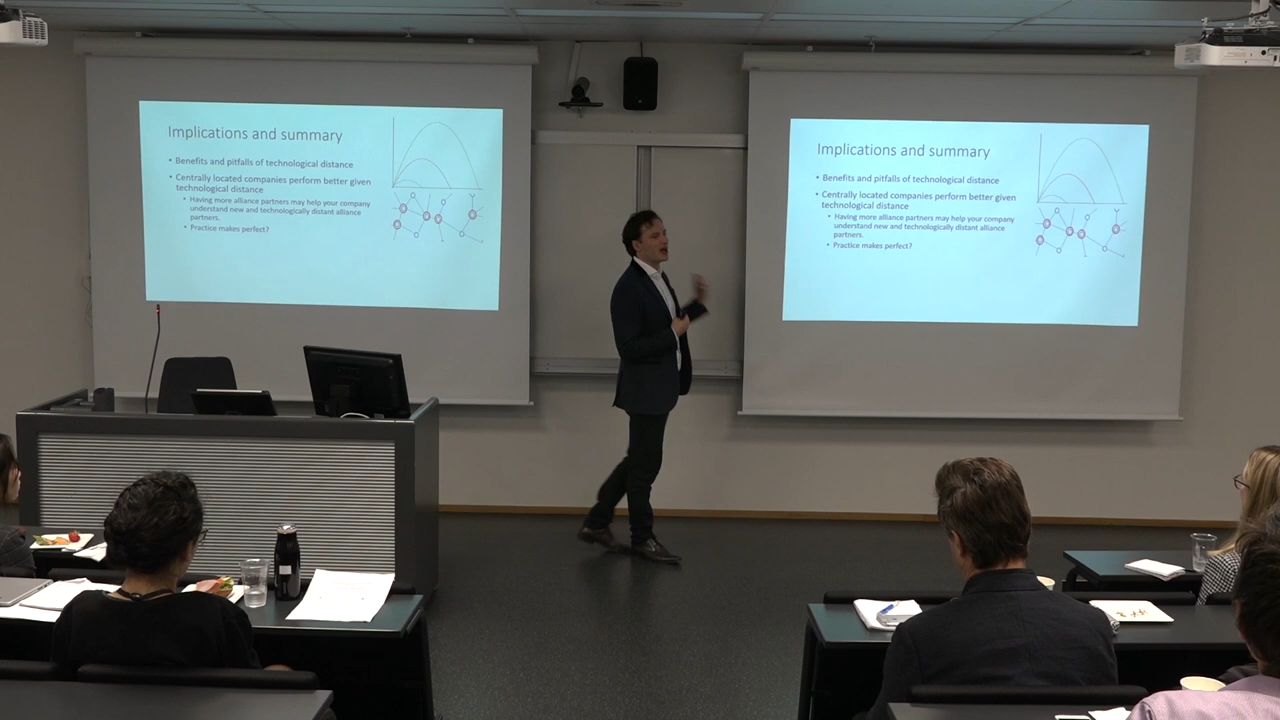 Implications and summary
• Benefits and pitfalls of technological distance
• Centrally located companies perform better given
technological distance
• Having more alliance partners may help your company
understand new and technologically distant alliance
partners.
• Practice makes perfect?
Implications and summary
• Benefits and pitfalls of technological distance
• Centrally located companies perform better given
technological distance
• Having more alliance partners may help your company
understand new and technologically distant alliance
partners.
• Practice makes perfect?